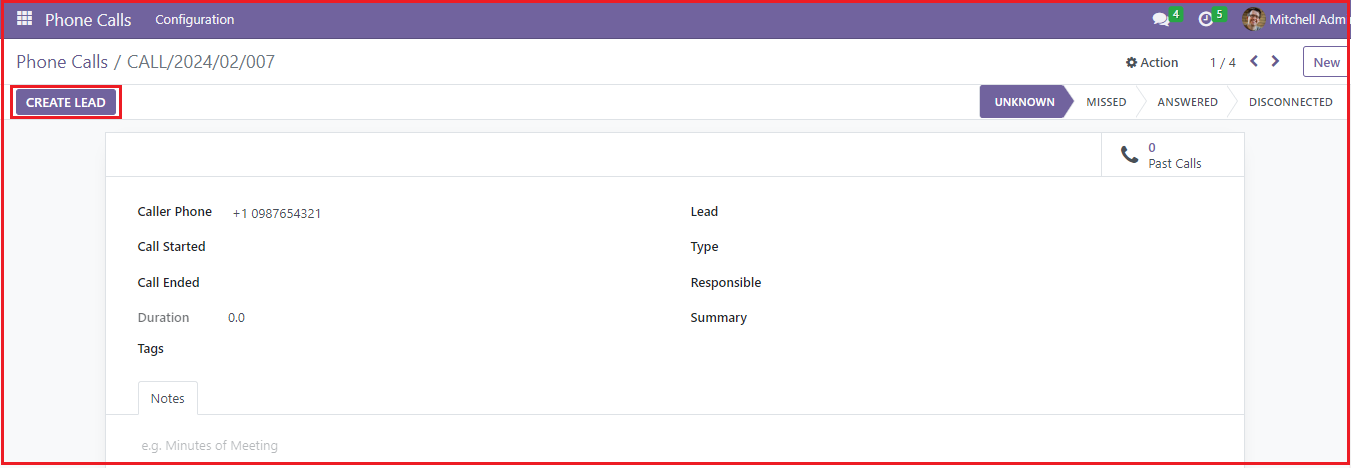 Phone Calls Configuration 4 5 Mitchell Adm
Phone Calls / CALL/2024/02/007 Action 1 / 4 New
CREATE LEAD UNKNOWN MISSED ANSWERED DISCONNECTED
0
Past Calls
Caller Phone +1 0987654321 Lead
Call Started Type
Call Ended Responsible
Duration 0.0 Summary
Tags
Notes
e.g. Minutes of Meeting